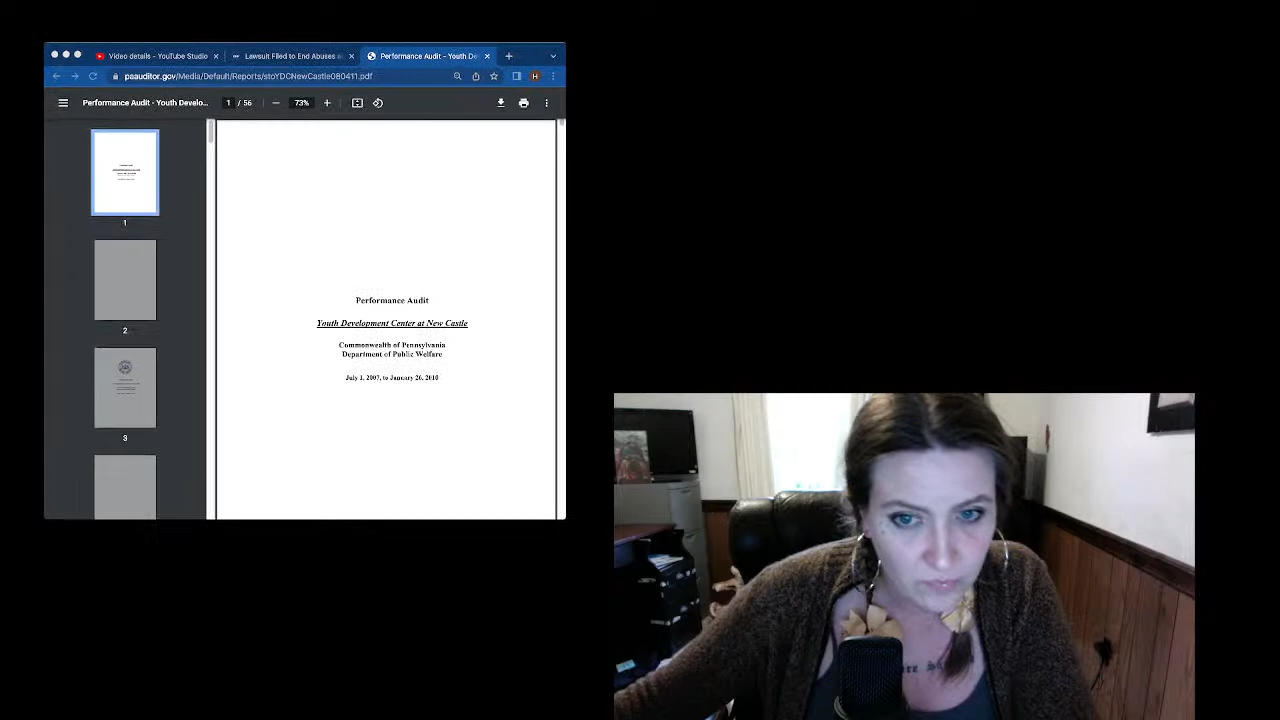 Video details - YouTube Studio
Lawsuit Filed to End Abuses
Performance Audit - Youth De
paauditor.gov/Media/Default/Reports/stoYDCNewCastle080411.pdf
H
Performance Audit - Youth Develo...
1 / 56
73%
1
2
3
Performance Audit
Youth Development Center at New Castle
Commonwealth of Pennsylvania
Department of Public Welfare
July 1, 2007, to January 26, 2010